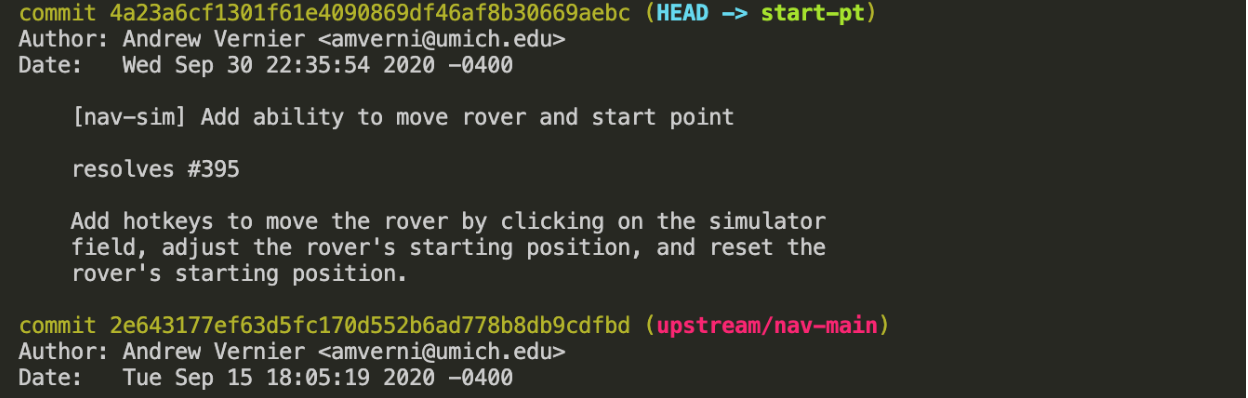 commit 4a23a6cf1301f61e4090869df46af8b30669aebc (HEAD -> start-pt)
Author: Andrew Vernier <amverni@umich.edu>
Date:   Wed Sep 30 22:35:54 2020 -0400
[nav-sim] Add ability to move rover and start point
resolves #395
Add hotkeys to move the rover by clicking on the simulator
field, adjust the rover's starting position, and reset the
rover's starting position.
commit 2e643177ef63d5fc170d552b6ad778b8db9cdfbd (upstream/nav-main)
Author: Andrew Vernier <amverni@umich.edu>
Date:   Tue Sep 15 18:05:19 2020 -0400